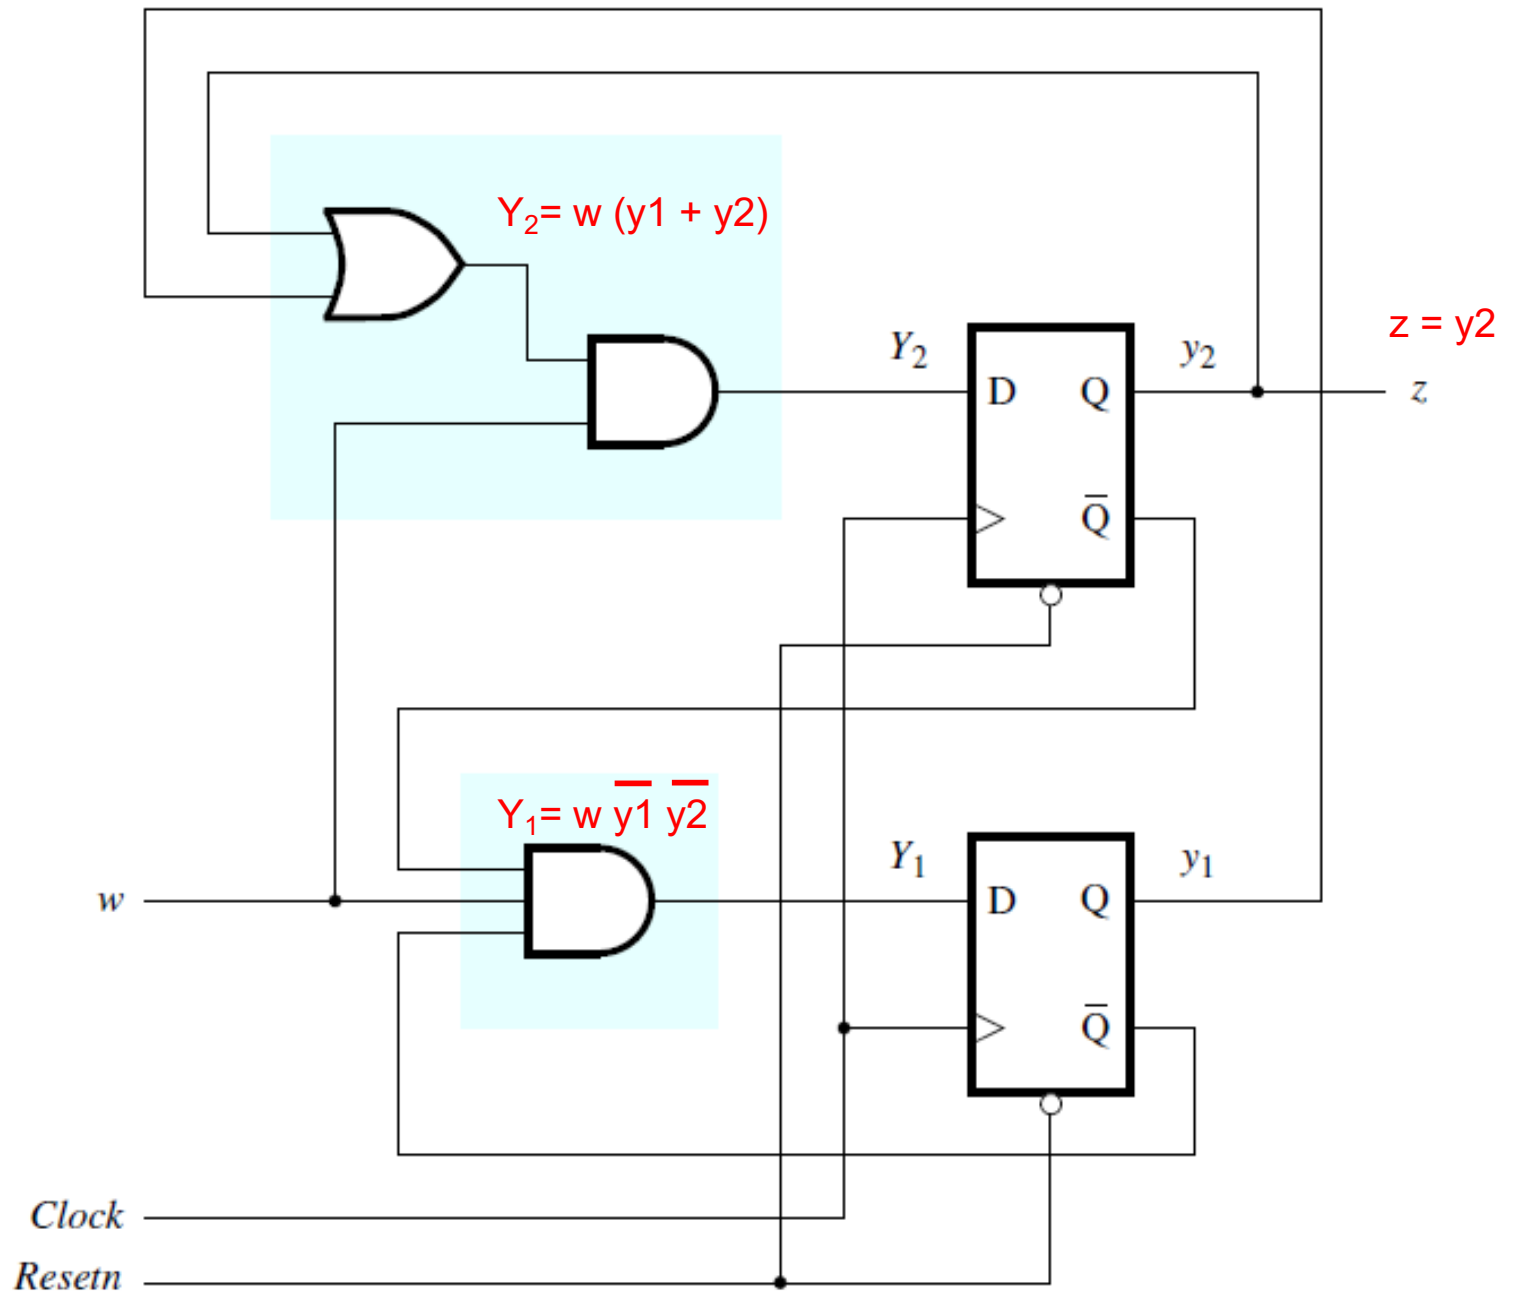 Y₂= w (y1 + y2)
z = y2
Y₂
y₂
D
Q
z
Q̅
Y₁= w y1̅ y2̅
Y₁
y₁
w
D
Q
Q̅
Clock
Resetn